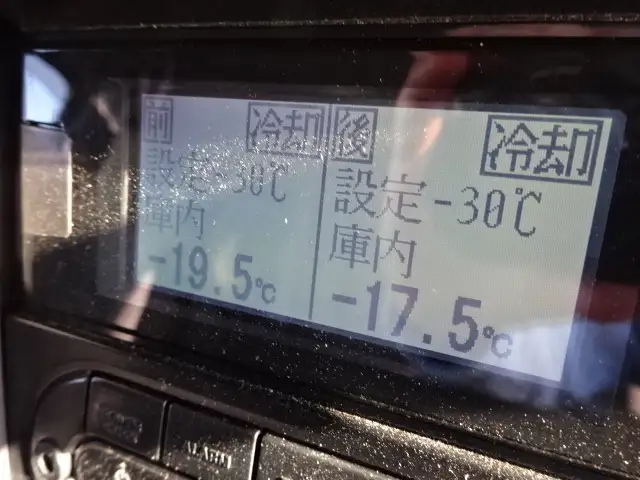 前 冷却
設定-30℃
庫内
-19.5℃
後 冷却
設定-30℃
庫内
-17.5℃
ALARM